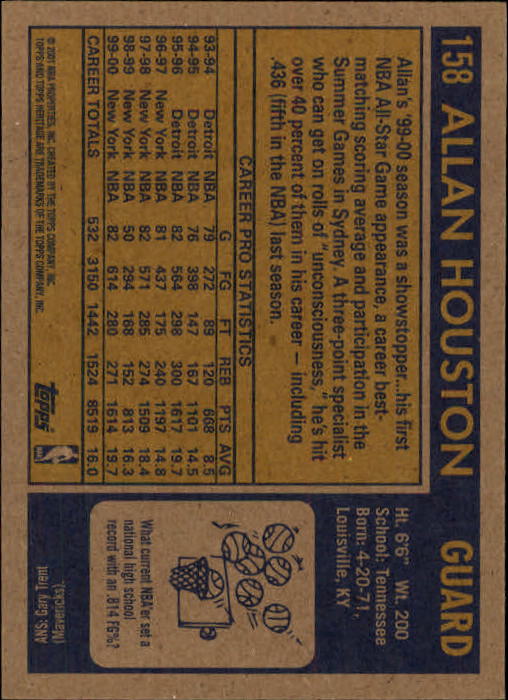 158 ALLAN HOUSTON GUARD
Allan's '99-00 season was a showstopper...his first
NBA All-Star Game appearance, a career best-
matching scoring average and participation in the
Summer Games in Sydney. A three-point specialist
who can get on rolls of "unconsciousness," he's hit
over 40 percent of them in his career – including
.436 (fifth in the NBA) last season.
CAREER PRO STATISTICS
G FG FT REB PTS AVG
93-94 Detroit NBA 79 272 89 120 668 8.5
94-95 Detroit NBA 76 398 147 167 1101 14.5
95-96 Detroit NBA 82 564 298 300 1617 19.7
96-97 New York NBA 81 437 175 240 1197 14.8
97-98 New York NBA 82 571 285 274 1509 18.4
98-99 New York NBA 50 294 168 152 813 16.3
99-00 New York NBA 82 614 280 271 1614 19.7
CAREER TOTALS 532 3150 1442 1524 8519 16.0
© 2001 NBA PROPERTIES, INC. CREATED BY THE TOPPS COMPANY, INC.
TOPPS AND TOPPS HERITAGE ARE TRADEMARKS OF THE TOPPS COMPANY, INC.
Topps
NBA
Ht. 6'6" Wt. 200
School: Tennessee
Born: 4-20-71,
Louisville, KY
What current NBA'er set a
national high school
record with an .814 FG%?
ANS: Gary Trent
(Mavericks).